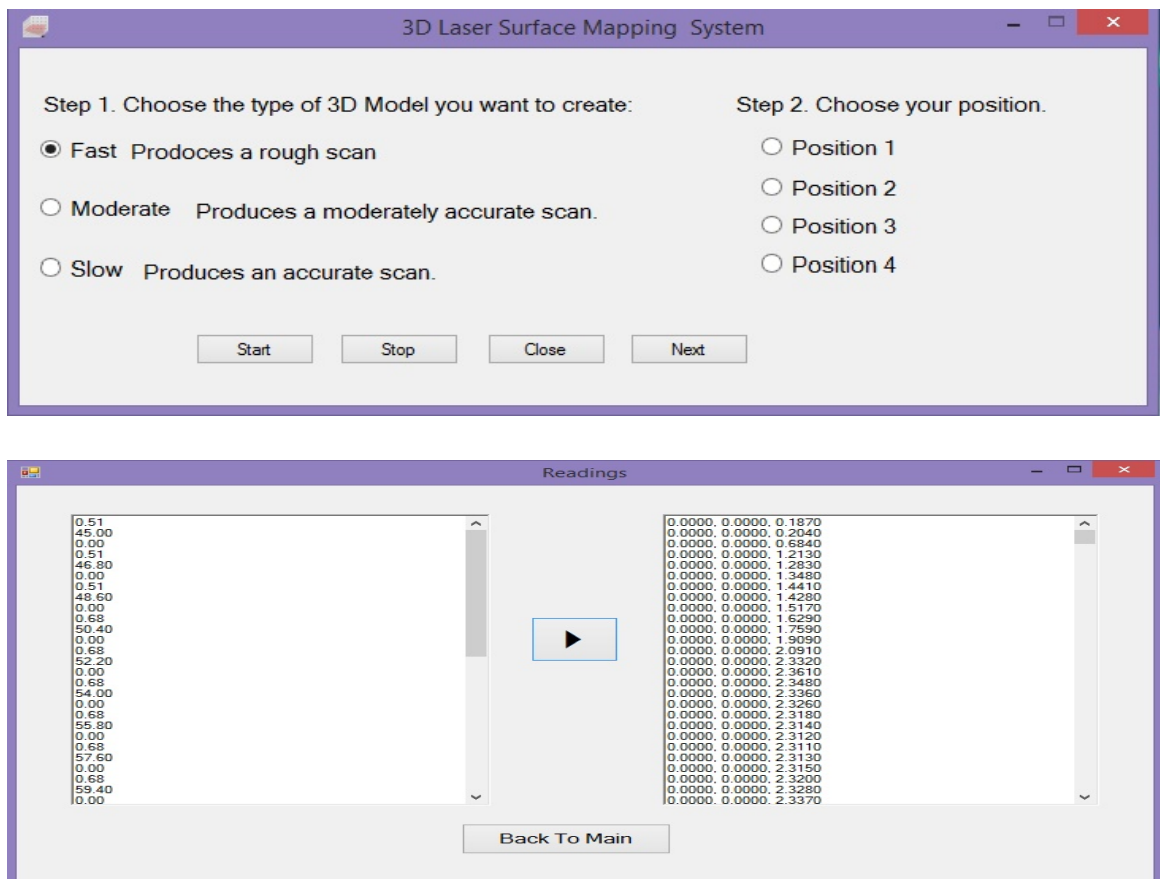 3D Laser Surface Mapping System
Step 1. Choose the type of 3D Model you want to create:
Fast Prodoces a rough scan
Moderate Produces a moderately accurate scan.
Slow Produces an accurate scan.
Step 2. Choose your position.
Position 1
Position 2
Position 3
Position 4
Start Stop Close Next
Readings
0.51
45.00
0.00
0.51
46.80
0.00
0.51
48.60
0.00
0.68
50.40
0.00
0.68
52.20
0.00
0.68
54.00
0.00
0.68
55.80
0.00
0.68
57.60
0.00
0.68
59.40
0.00
0.0000, 0.0000, 0.1870
0.0000, 0.0000, 0.2040
0.0000, 0.0000, 0.6840
0.0000, 0.0000, 1.2130
0.0000, 0.0000, 1.2830
0.0000, 0.0000, 1.3480
0.0000, 0.0000, 1.4410
0.0000, 0.0000, 1.4280
0.0000, 0.0000, 1.5170
0.0000, 0.0000, 1.6290
0.0000, 0.0000, 1.7590
0.0000, 0.0000, 1.9090
0.0000, 0.0000, 2.0910
0.0000, 0.0000, 2.3320
0.0000, 0.0000, 2.3610
0.0000, 0.0000, 2.3480
0.0000, 0.0000, 2.3360
0.0000, 0.0000, 2.3260
0.0000, 0.0000, 2.3180
0.0000, 0.0000, 2.3140
0.0000, 0.0000, 2.3120
0.0000, 0.0000, 2.3110
0.0000, 0.0000, 2.3130
0.0000, 0.0000, 2.3150
0.0000, 0.0000, 2.3200
0.0000, 0.0000, 2.3280
0.0000, 0.0000, 2.3370
Back To Main